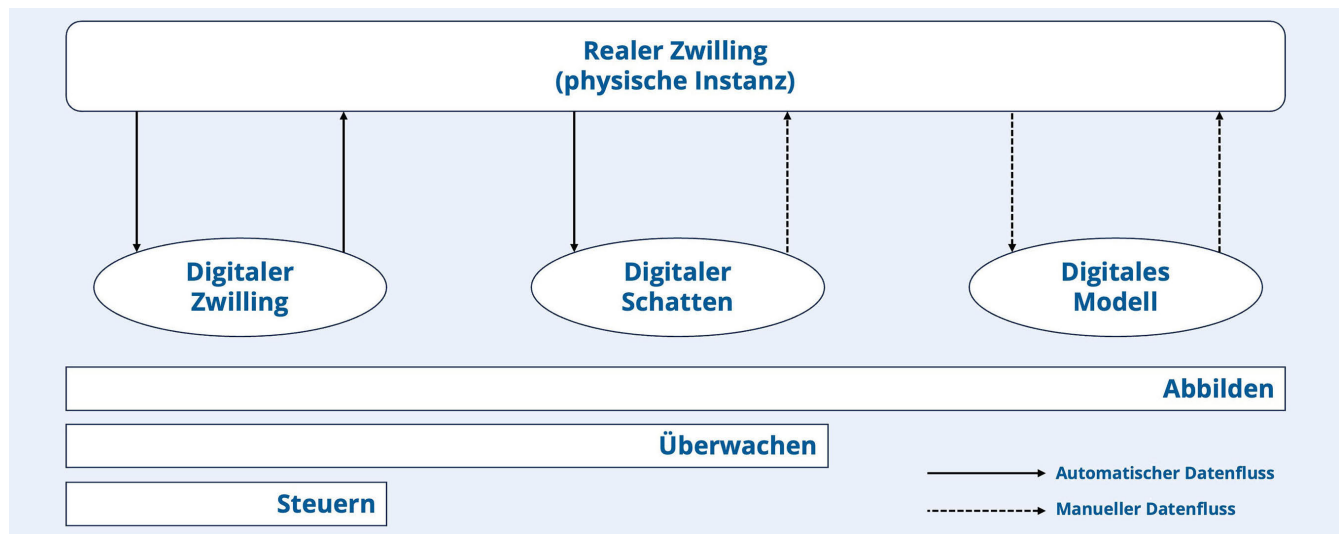 Realer Zwilling
(physische Instanz)
Digitaler
Zwilling
Digitaler
Schatten
Digitales
Modell
Abbilden
Überwachen
Steuern
Automatischer Datenfluss
Manueller Datenfluss